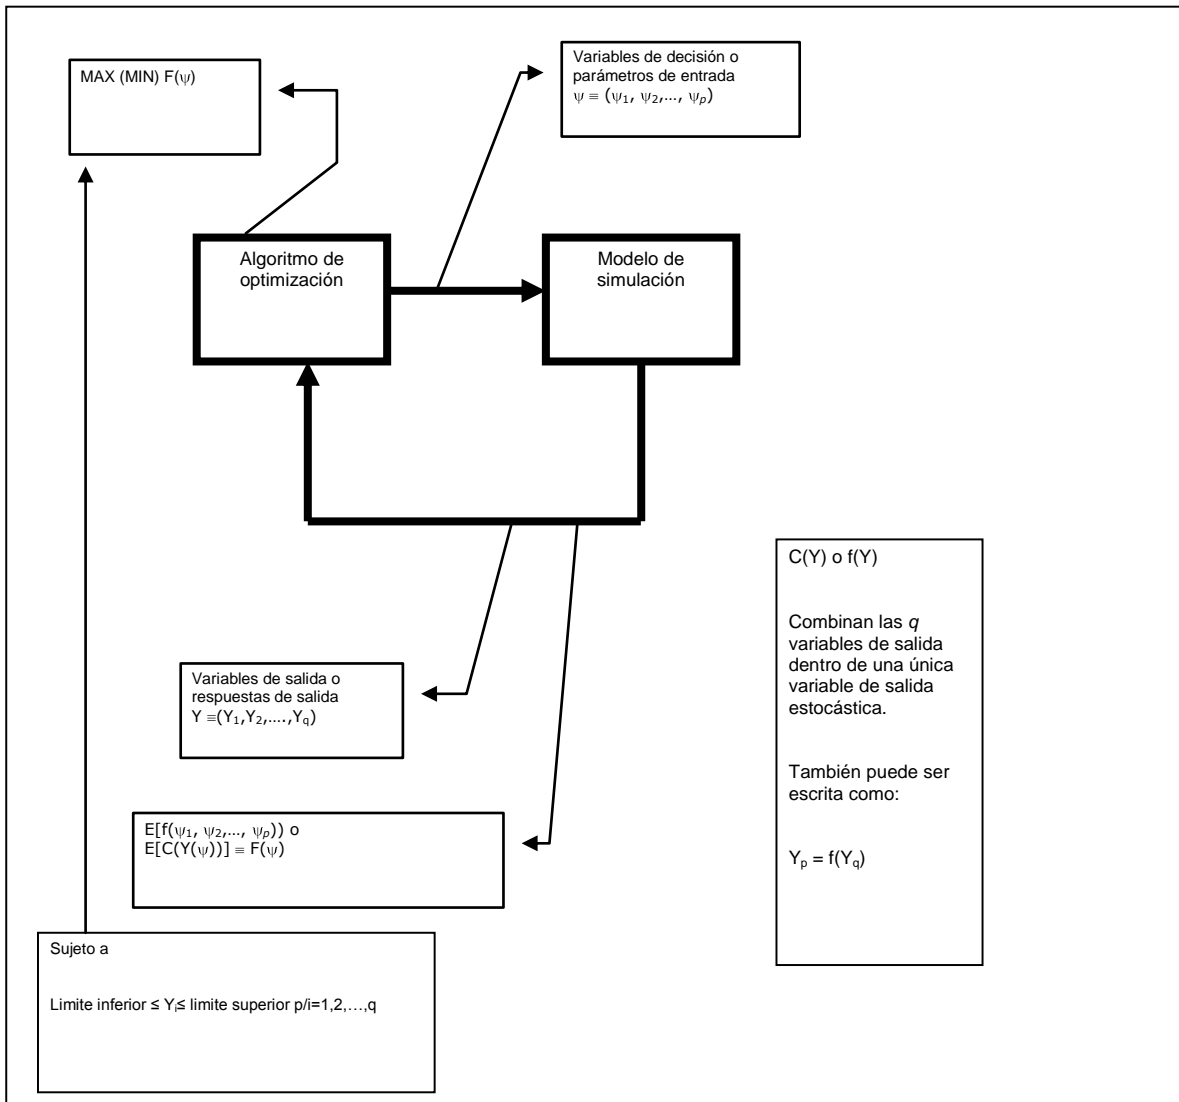 MAX (MIN) F(ψ)
Variables de decisión o
parámetros de entrada
ψ ≡ (ψ₁, ψ₂,..., ψₚ)
Algoritmo de
optimización
Modelo de
simulación
C(Y) o f(Y)
Combinan las q
variables de salida
dentro de una única
variable de salida
estocástica.
También puede ser
escrita como:
Yₚ = f(Y_q)
Variables de salida o
respuestas de salida
Y ≡(Y₁,Y₂,....,Y_q)
E[f(ψ₁, ψ₂,..., ψₚ)) o
E[C(Y(ψ))] ≡ F(ψ)
Sujeto a
Limite inferior ≤ Yᵢ≤ limite superior p/i=1,2,…,q